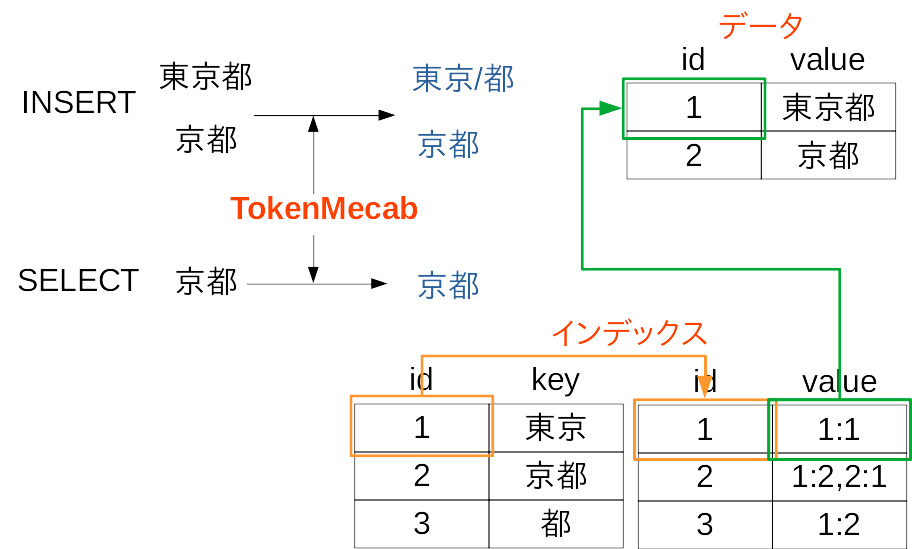 INSERT
東京都
京都
東京/都
京都
TokenMecab
SELECT
京都
京都
データ
id value
1 東京都
2 京都
インデックス
id key
1 東京
2 京都
3 都
id value
1 1:1
2 1:2,2:1
3 1:2